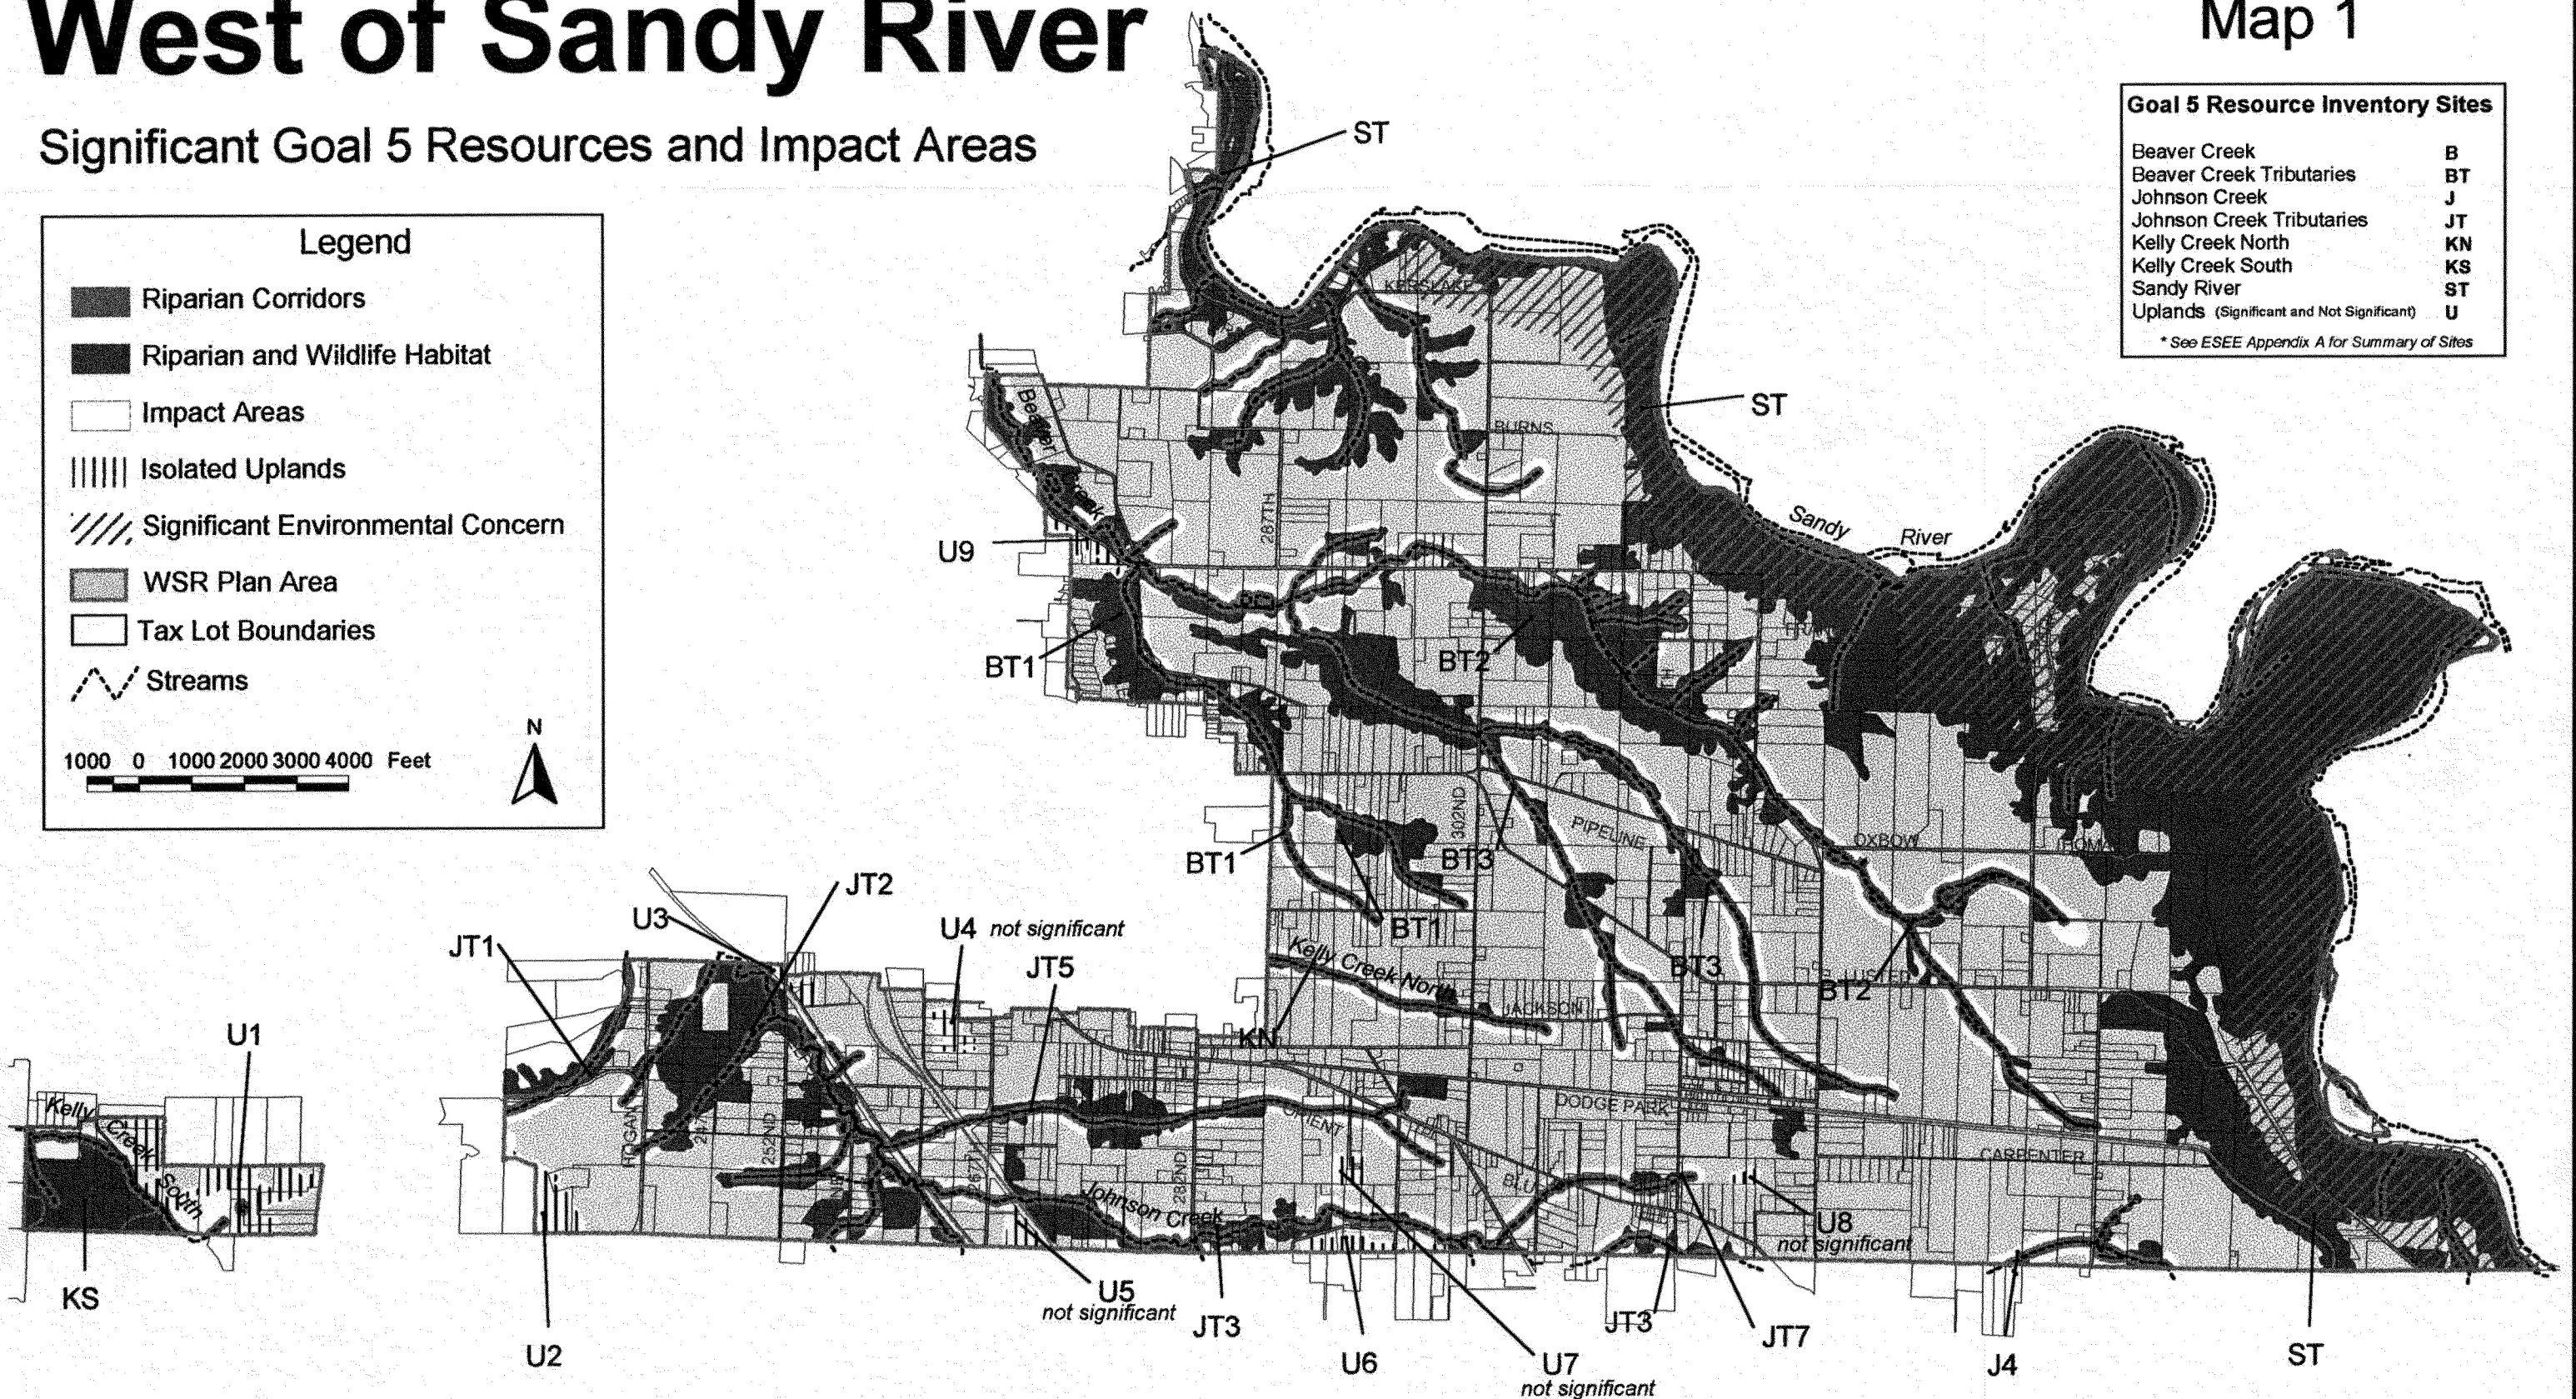 West of Sandy River
Map 1
Significant Goal 5 Resources and Impact Areas
Goal 5 Resource Inventory Sites
Beaver Creek B
Beaver Creek Tributaries BT
Johnson Creek J
Johnson Creek Tributaries JT
Kelly Creek North KN
Kelly Creek South KS
Sandy River ST
Uplands (Significant and Not Significant) U
* See ESEE Appendix A for Summary of Sites
Legend
Riparian Corridors
Riparian and Wildlife Habitat
Impact Areas
Isolated Uplands
Significant Environmental Concern
WSR Plan Area
Tax Lot Boundaries
Streams
N
1000 0 1000 2000 3000 4000 Feet
ST
KERSLAKE
ST
Beaver
Creek
BURNS
287TH
Sandy River
U9
BT1
BT2
302ND
PIPELINE
OXBOW
BT1
BT3
BT1
Kelly Creek North
BT3
LUSTED
BT2
JACKSON
KN
JT2
U3
JT1
U4 not significant
JT5
U1
Kelly
Creek
South
KS
HOGAN
252ND
282ND
ORIENT
DODGE PARK
CARPENTER
Johnson Creek
U8
not significant
U2
U5
not significant
JT3
U6
U7
not significant
JT3
JT7
J4
ST